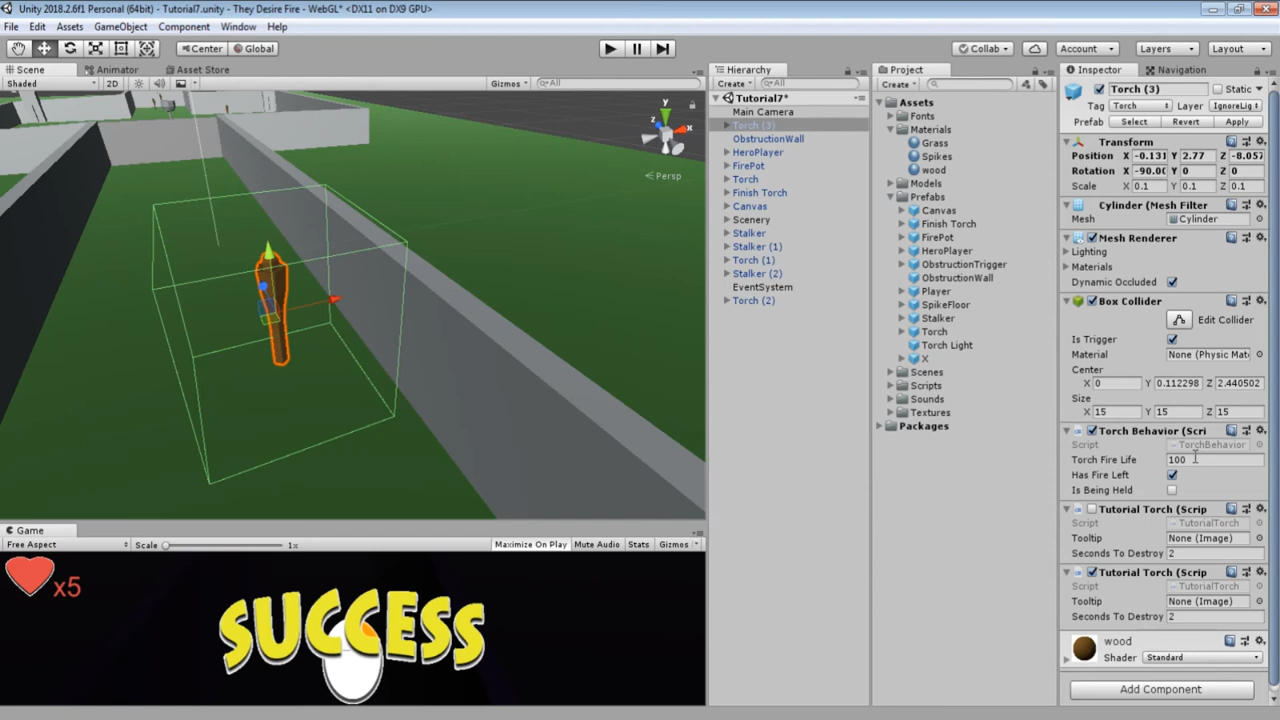 Unity 2018.2.6f1 Personal (64bit) - Tutorial7.unity - They Desire Fire - WebGL* <DX11 on DX9 GPU>
File Edit Assets GameObject Component Window Help
Center Global Collab Account Layers Layout
Scene Animator Asset Store
Shaded 2D Gizmos All
y
z x
Persp
Hierarchy
Create All
Tutorial7*
Main Camera
Torch (3)
ObstructionWall
HeroPlayer
FirePot
Torch
Finish Torch
Canvas
Scenery
Stalker
Stalker (1)
Torch (1)
Stalker (2)
EventSystem
Torch (2)
Project
Create
Assets
Fonts
Materials
Grass
Spikes
wood
Models
Prefabs
Canvas
Finish Torch
FirePot
HeroPlayer
ObstructionTrigger
ObstructionWall
Player
SpikeFloor
Stalker
Torch
Torch Light
X
Scenes
Scripts
Sounds
Textures
Packages
Inspector Navigation
Torch (3) Static
Tag Torch Layer IgnoreLig
Prefab Select Revert Apply
Transform
Position X -0.131 Y 2.77 Z -8.057
Rotation X -90.00 Y 0 Z 0
Scale X 0.1 Y 0.1 Z 0.1
Cylinder (Mesh Filter
Mesh Cylinder
Mesh Renderer
Lighting
Materials
Dynamic Occluded
Box Collider
Edit Collider
Is Trigger
Material None (Physic Mate
Center
X 0 Y 0.112298 Z 2.440502
Size
X 15 Y 15 Z 15
Torch Behavior (Scri
Script TorchBehavior
Torch Fire Life 100
Has Fire Left
Is Being Held
Tutorial Torch (Scrip
Script TutorialTorch
Tooltip None (Image)
Seconds To Destroy 2
Tutorial Torch (Scrip
Script TutorialTorch
Tooltip None (Image)
Seconds To Destroy 2
wood
Shader Standard
Add Component
Game
Free Aspect Scale 1x Maximize On Play Mute Audio Stats Gizmos
x5
SUCCESS